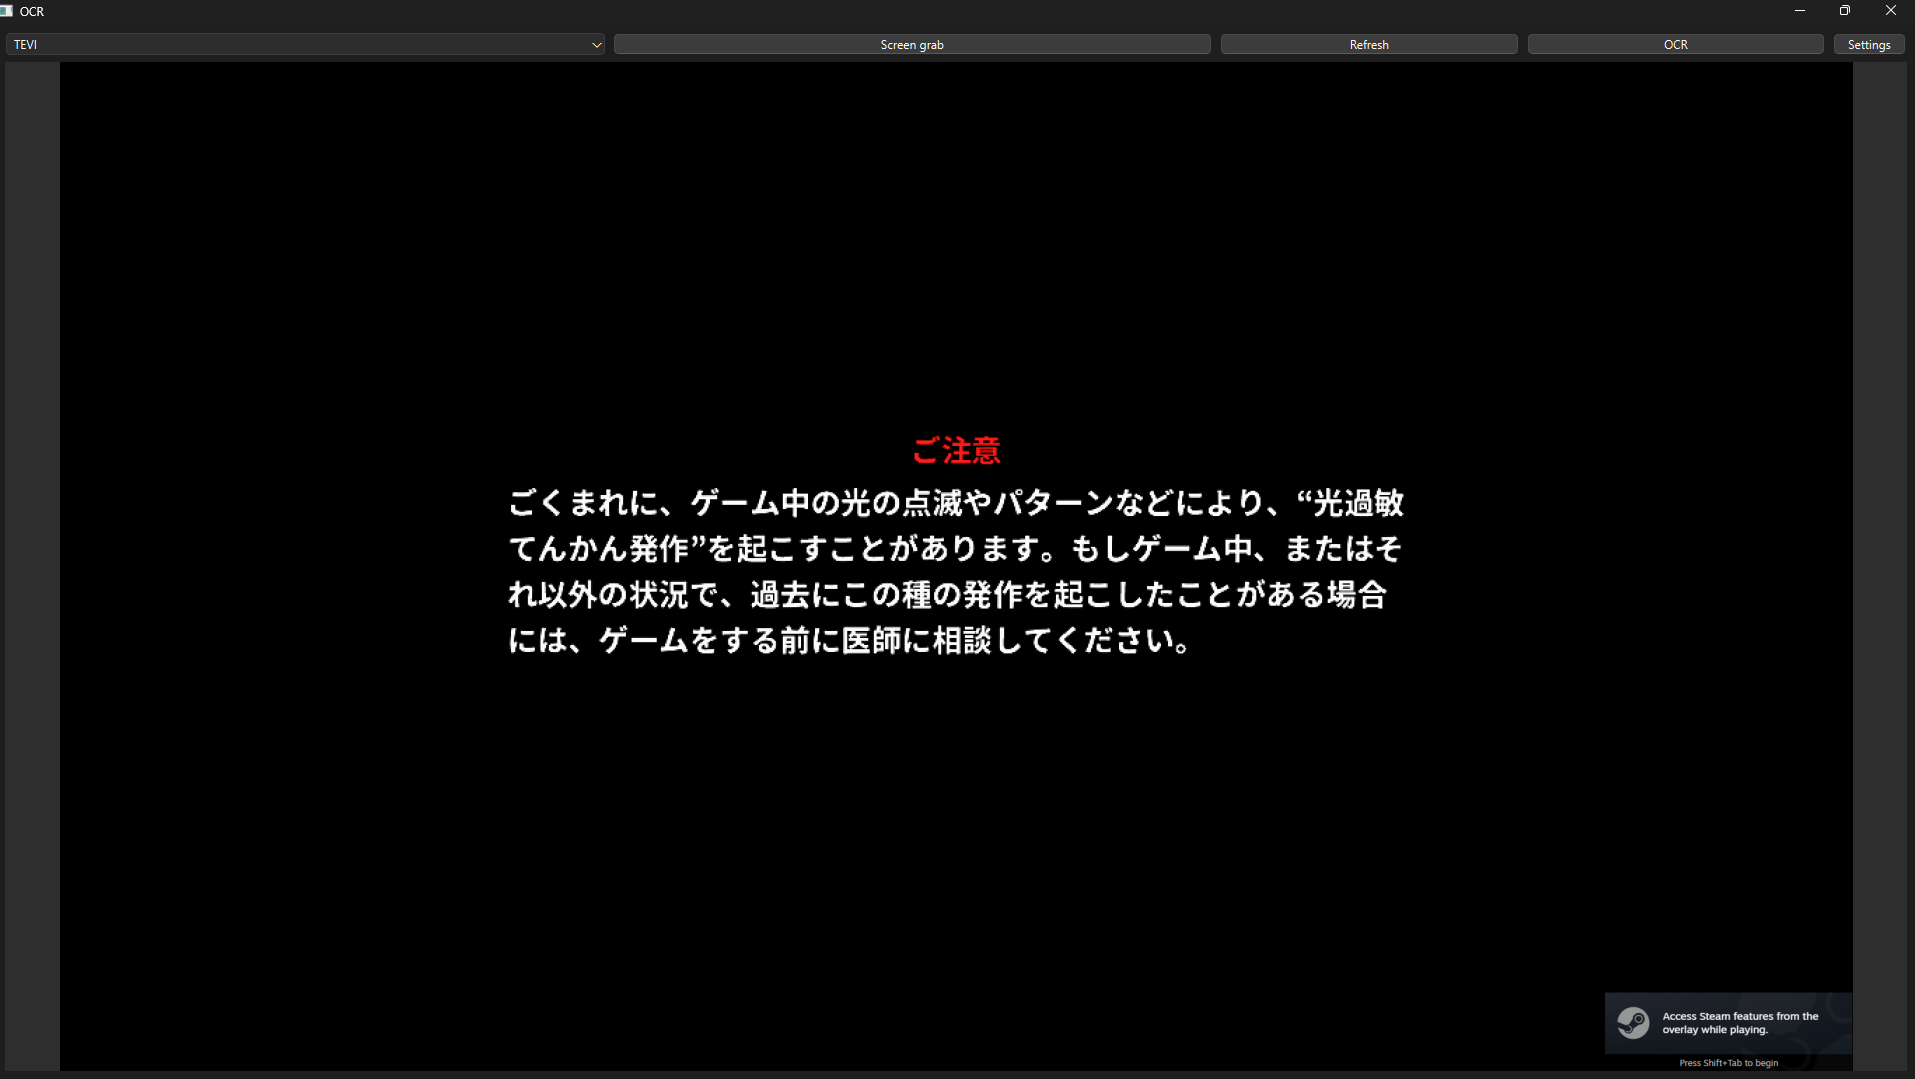 OCR
TEVI
Screen grab
Refresh
OCR
Settings
ご注意
ごくまれに、ゲーム中の光の点滅やパターンなどにより、“光過敏
てんかん発作”を起こすことがあります。もしゲーム中、またはそ
れ以外の状況で、過去にこの種の発作を起こしたことがある場合
には、ゲームをする前に医師に相談してください。
Access Steam features from the
overlay while playing.
Press Shift+Tab to begin